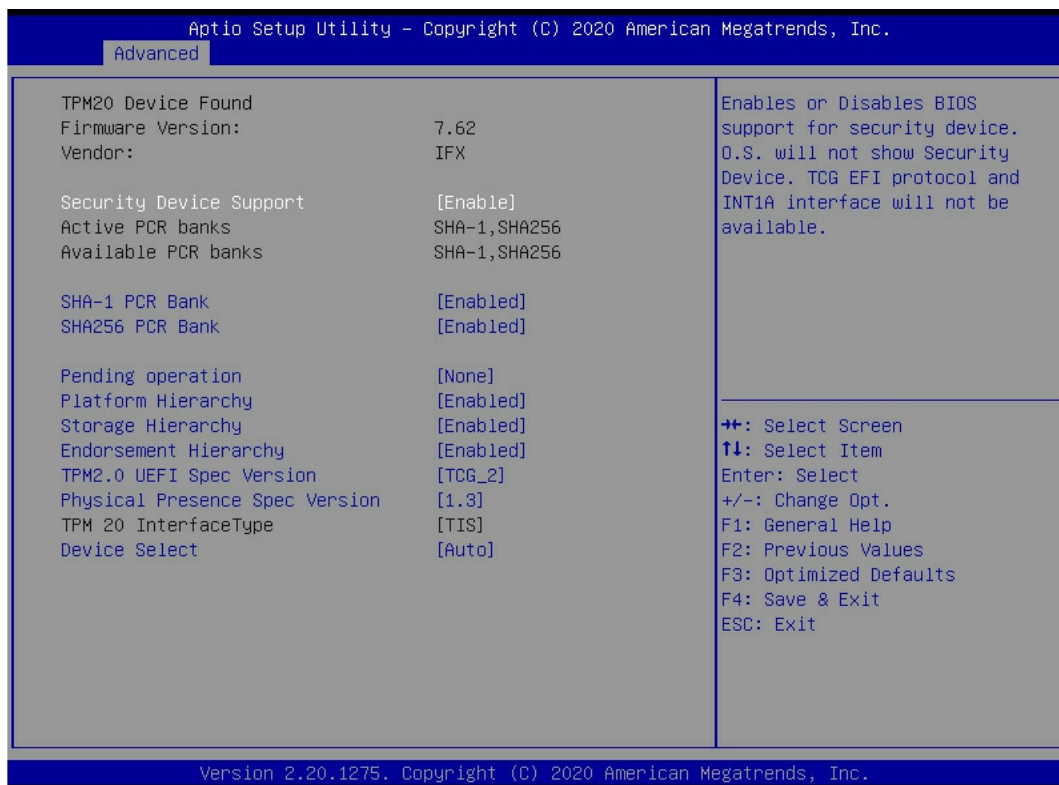 Aptio Setup Utility – Copyright (C) 2020 American Megatrends, Inc.
Advanced
TPM20 Device Found
Firmware Version: 7.62
Vendor: IFX
Security Device Support [Enable]
Active PCR banks SHA-1,SHA256
Available PCR banks SHA-1,SHA256
SHA-1 PCR Bank [Enabled]
SHA256 PCR Bank [Enabled]
Pending operation [None]
Platform Hierarchy [Enabled]
Storage Hierarchy [Enabled]
Endorsement Hierarchy [Enabled]
TPM2.0 UEFI Spec Version [TCG_2]
Physical Presence Spec Version [1.3]
TPM 20 InterfaceType [TIS]
Device Select [Auto]
Enables or Disables BIOS
support for security device.
O.S. will not show Security
Device. TCG EFI protocol and
INT1A interface will not be
available.
→←: Select Screen
↑↓: Select Item
Enter: Select
+/-: Change Opt.
F1: General Help
F2: Previous Values
F3: Optimized Defaults
F4: Save & Exit
ESC: Exit
Version 2.20.1275. Copyright (C) 2020 American Megatrends, Inc.